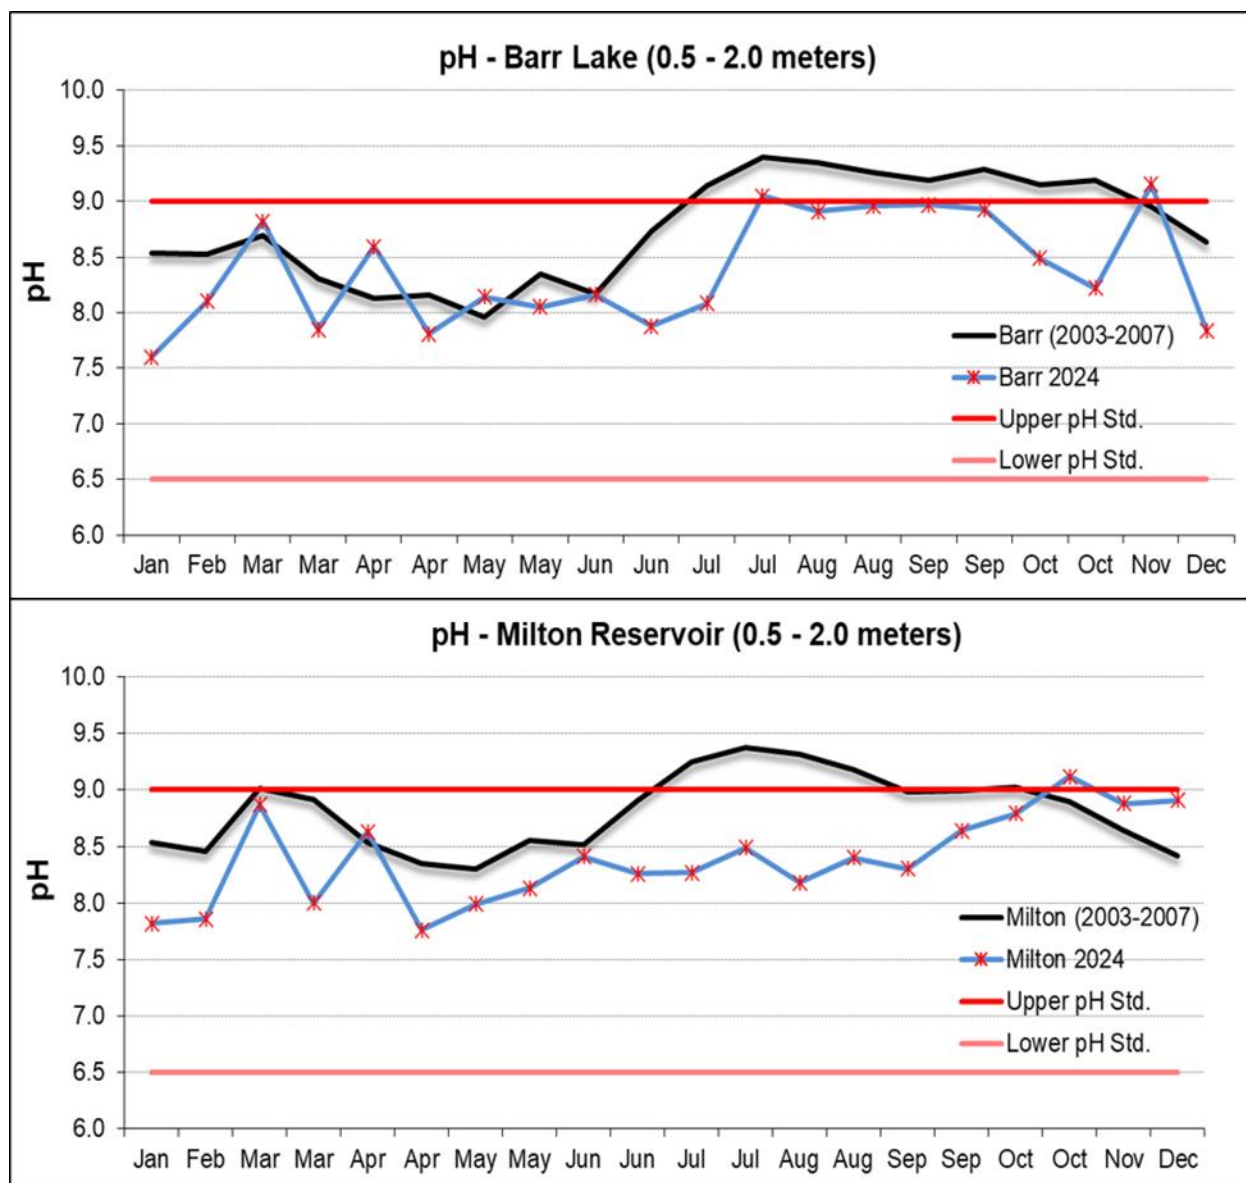 pH - Barr Lake (0.5 - 2.0 meters)
10.0
9.5
9.0
8.5
8.0
7.5
7.0
6.5
6.0
pH
Barr (2003-2007)
Barr 2024
Upper pH Std.
Lower pH Std.
Jan Feb Mar Mar Apr Apr May May Jun Jun Jul Jul Aug Aug Sep Sep Oct Oct Nov Dec
pH - Milton Reservoir (0.5 - 2.0 meters)
10.0
9.5
9.0
8.5
8.0
7.5
7.0
6.5
6.0
pH
Milton (2003-2007)
Milton 2024
Upper pH Std.
Lower pH Std.
Jan Feb Mar Mar Apr Apr May May Jun Jun Jul Jul Aug Aug Sep Sep Oct Oct Nov Dec